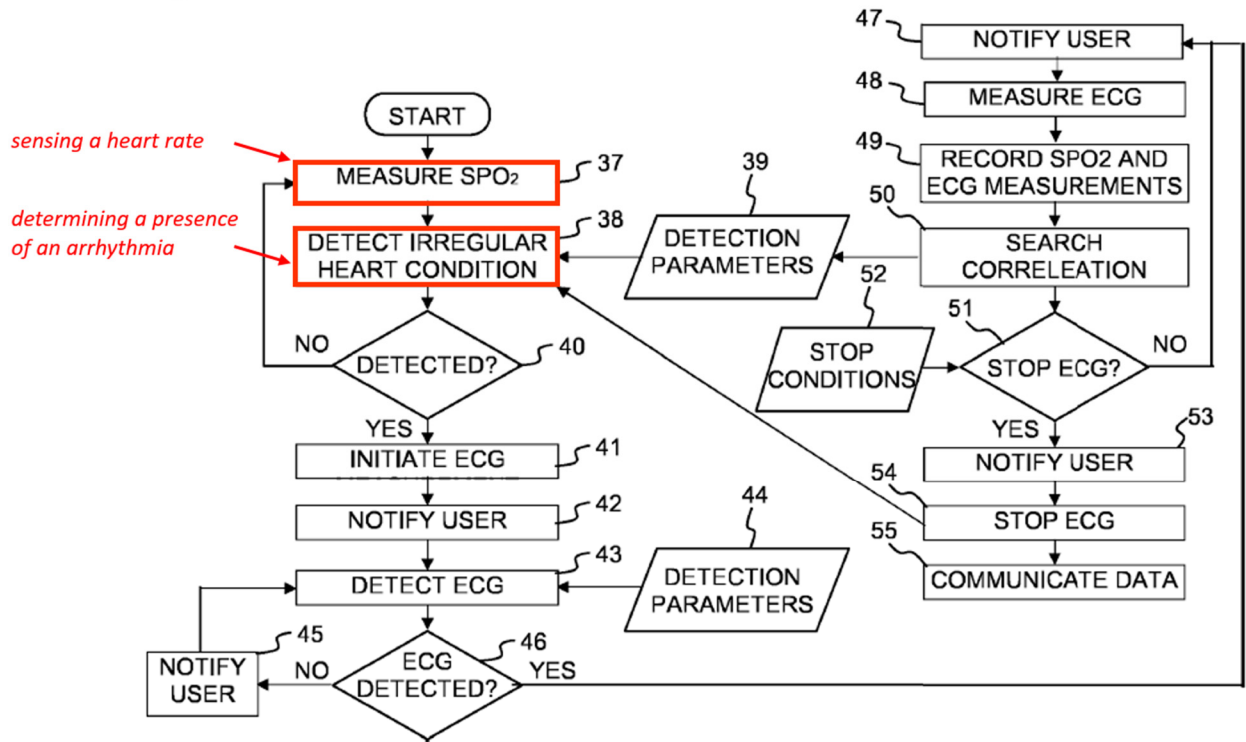 START
sensing a heart rate
MEASURE SPO2
37
determining a presence
of an arrhythmia
38
DETECT IRREGULAR
HEART CONDITION
39
DETECTION
PARAMETERS
NO
DETECTED?
40
YES
INITIATE ECG
41
NOTIFY USER
42
DETECT ECG
43
44
DETECTION
PARAMETERS
45
NOTIFY
USER
NO
46
ECG
DETECTED?
YES
47
NOTIFY USER
48
MEASURE ECG
49
RECORD SPO2 AND
ECG MEASUREMENTS
50
SEARCH
CORRELEATION
52
STOP
CONDITIONS
51
STOP ECG?
NO
YES
53
NOTIFY USER
54
STOP ECG
55
COMMUNICATE DATA